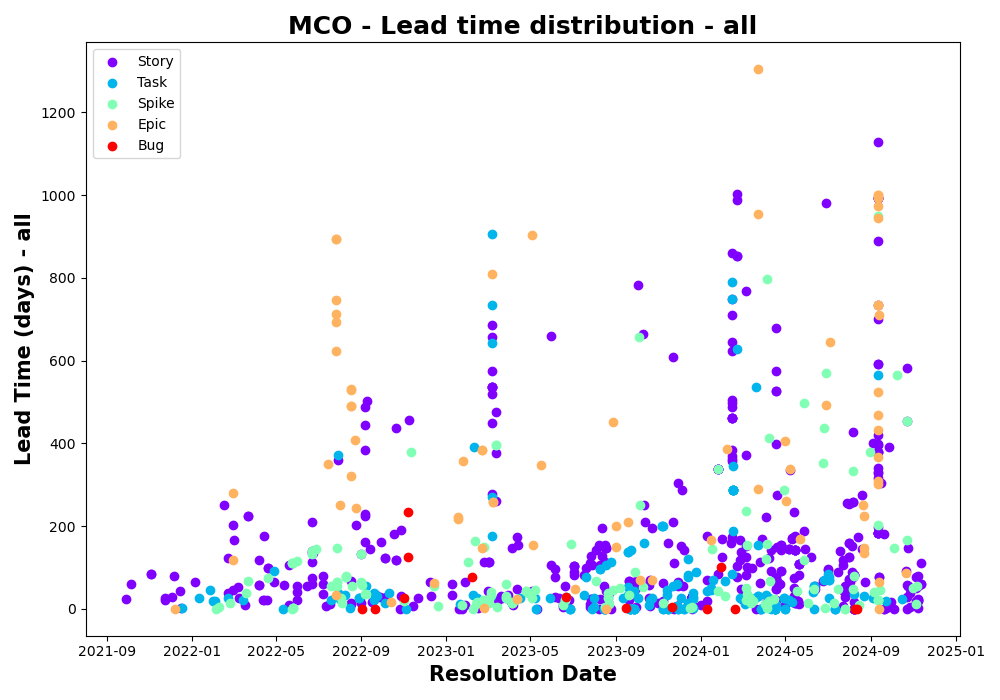 MCO - Lead time distribution - all
Story
Task
Spike
Epic
Bug
Lead Time (days) - all
1200
1000
800
600
400
200
0
2021-09 2022-01 2022-05 2022-09 2023-01 2023-05 2023-09 2024-01 2024-05 2024-09 2025-01
Resolution Date